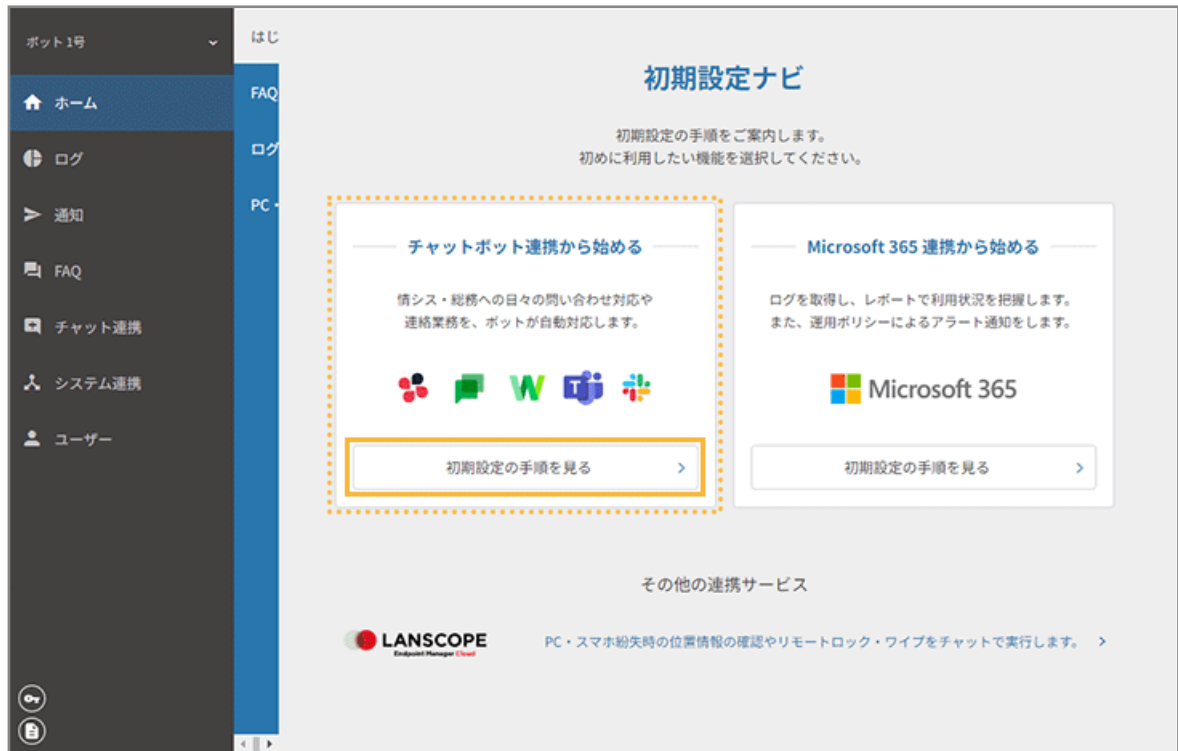 ボット1号
ホーム
ログ
通知
FAQ
チャット連携
システム連携
ユーザー
はじ
FAQ
ログ
PC・
初期設定ナビ
初期設定の手順をご案内します。
初めに利用したい機能を選択してください。
チャットボット連携から始める
情シス・総務への日々の問い合わせ対応や
連絡業務を、ボットが自動対応します。
初期設定の手順を見る
Microsoft 365 連携から始める
ログを取得し、レポートで利用状況を把握します。
また、運用ポリシーによるアラート通知をします。
Microsoft 365
初期設定の手順を見る
その他の連携サービス
LANSCOPE
Endpoint Manager Cloud
PC・スマホ紛失時の位置情報の確認やリモートロック・ワイプをチャットで実行します。